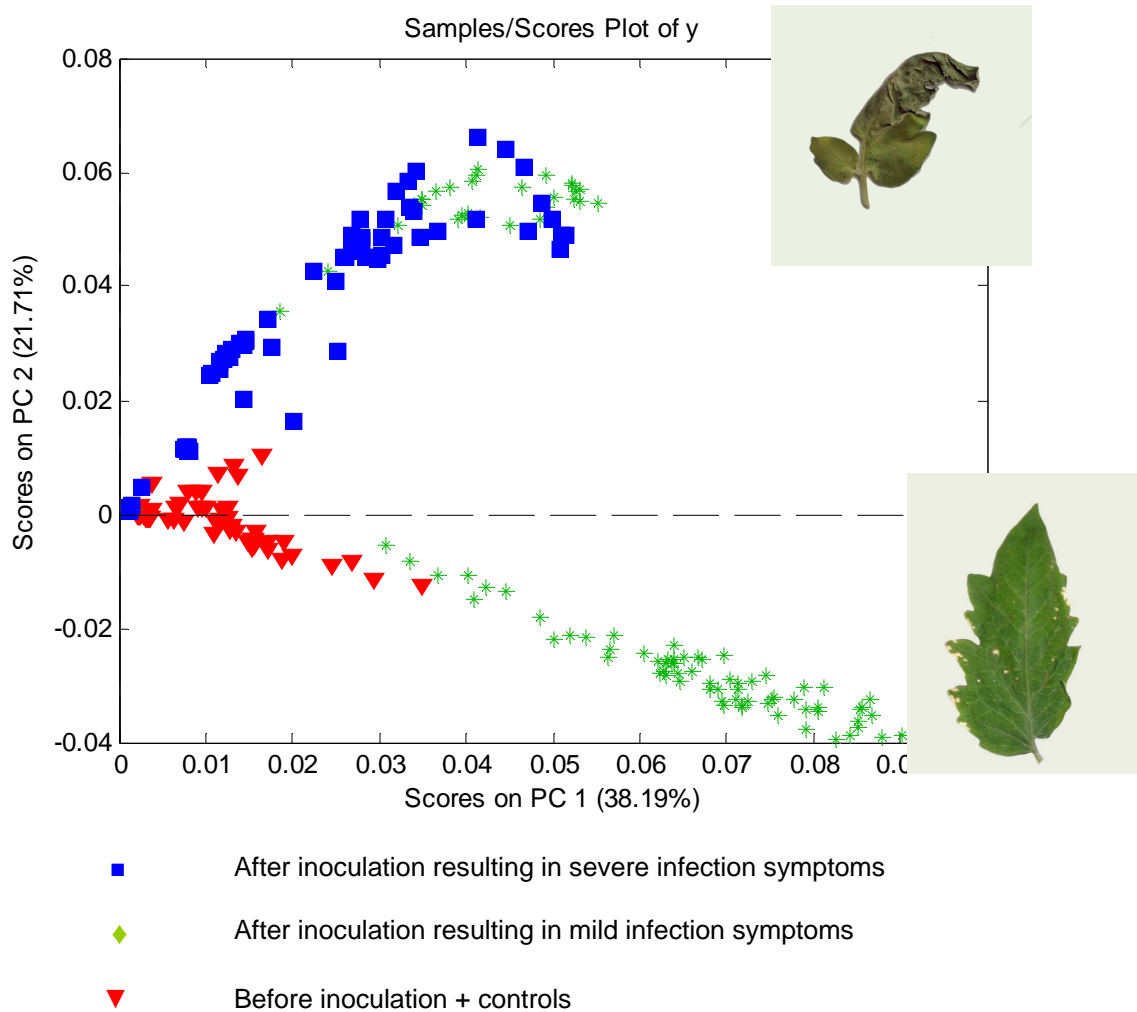 Samples/Scores Plot of y
0.08
0.06
0.04
0.02
0
-0.02
-0.04
Scores on PC 2 (21.71%)
0 0.01 0.02 0.03 0.04 0.05 0.06 0.07 0.08 0.0
Scores on PC 1 (38.19%)
After inoculation resulting in severe infection symptoms
After inoculation resulting in mild infection symptoms
Before inoculation + controls